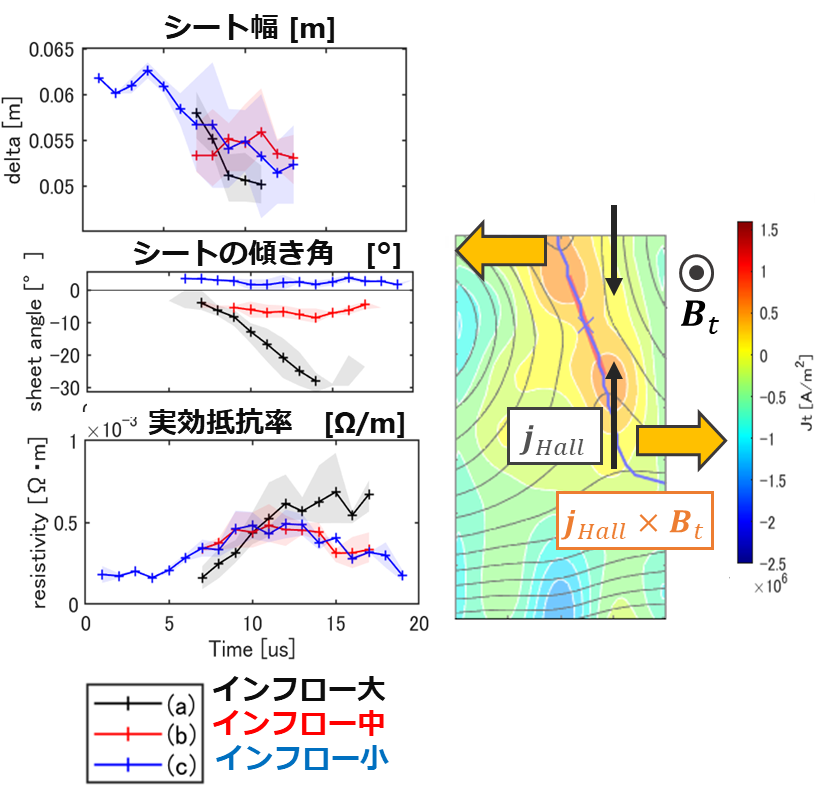 シート幅 [m]
0.065
0.06
0.055
0.05
delta [m]
シートの傾き角 [°]
0
-10
-20
-30
sheet angle [° ]
×10⁻³ 実効抵抗率 [Ω/m]
1
0.5
0
resistivity [Ω・m]
0 5 10 15 20
Time [us]
(a) インフロー大
(b) インフロー中
(c) インフロー小
Bt
jHall
jHall × Bt
1.5
1
0.5
0
-0.5
-1
-1.5
-2
-2.5
×10⁶
Jt [A/m²]